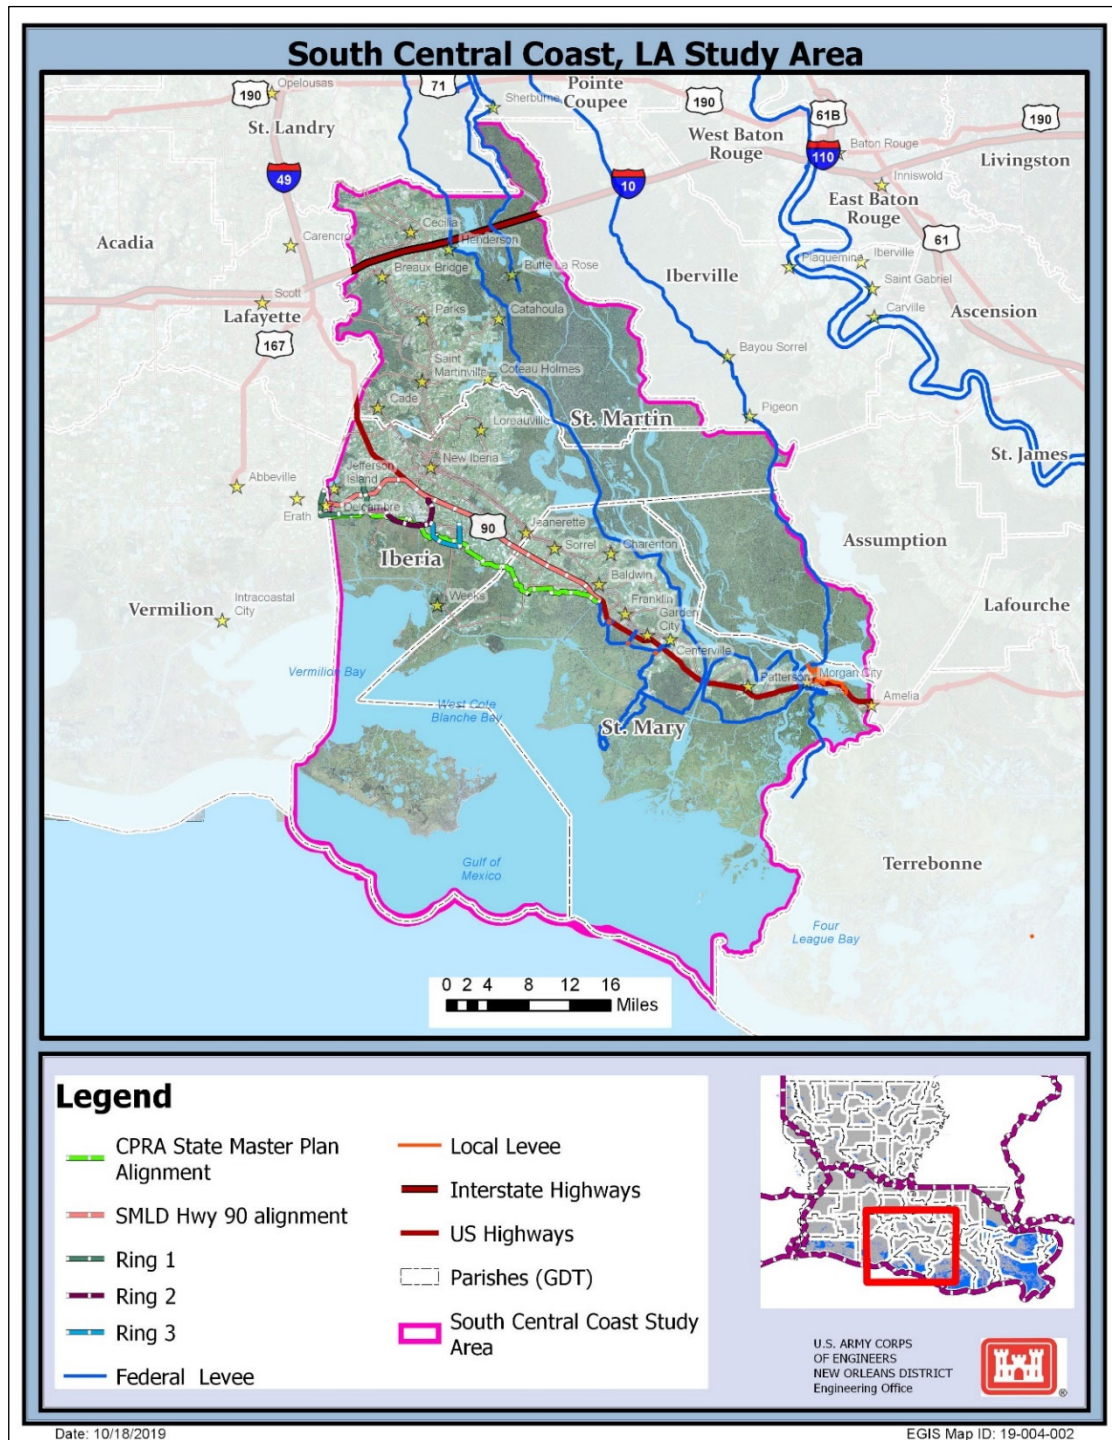 South Central Coast, LA Study Area
Opelousas
190
71
Sherburne
Pointe
Coupee
190
61B
190
St. Landry
West Baton
Rouge
Baton Rouge
110
Livingston
49
10
Inniswold
East Baton
Rouge
Acadia
Carencro
Cecilia
Henderson
61
Breaux Bridge
Butte La Rose
Iberville
Plaquemine
Iberville
Saint Gabriel
Scott
Lafayette
Parks
Catahoula
Carville
Ascension
167
Saint
Martinville
Coteau Holmes
Bayou Sorrel
Cade
Loreauville
St. Martin
Pigeon
St. James
New Iberia
Abbeville
Jefferson
Island
Erath
Delcambre
90
Jeanerette
Sorrel
Charenton
Assumption
Iberia
Baldwin
Vermilion
Intracoastal
City
Weeks
Franklin
Garden
City
Lafourche
Centerville
Vermilion Bay
Patterson
Morgan City
Amelia
West Cote
Blanche Bay
St. Mary
Gulf of
Mexico
Terrebonne
Four
League Bay
0 2 4 8 12 16
Miles
Legend
CPRA State Master Plan
Alignment
SMLD Hwy 90 alignment
Ring 1
Ring 2
Ring 3
Federal Levee
Local Levee
Interstate Highways
US Highways
Parishes (GDT)
South Central Coast Study
Area
U.S. ARMY CORPS
OF ENGINEERS
NEW ORLEANS DISTRICT
Engineering Office
®
Date: 10/18/2019
EGIS Map ID: 19-004-002